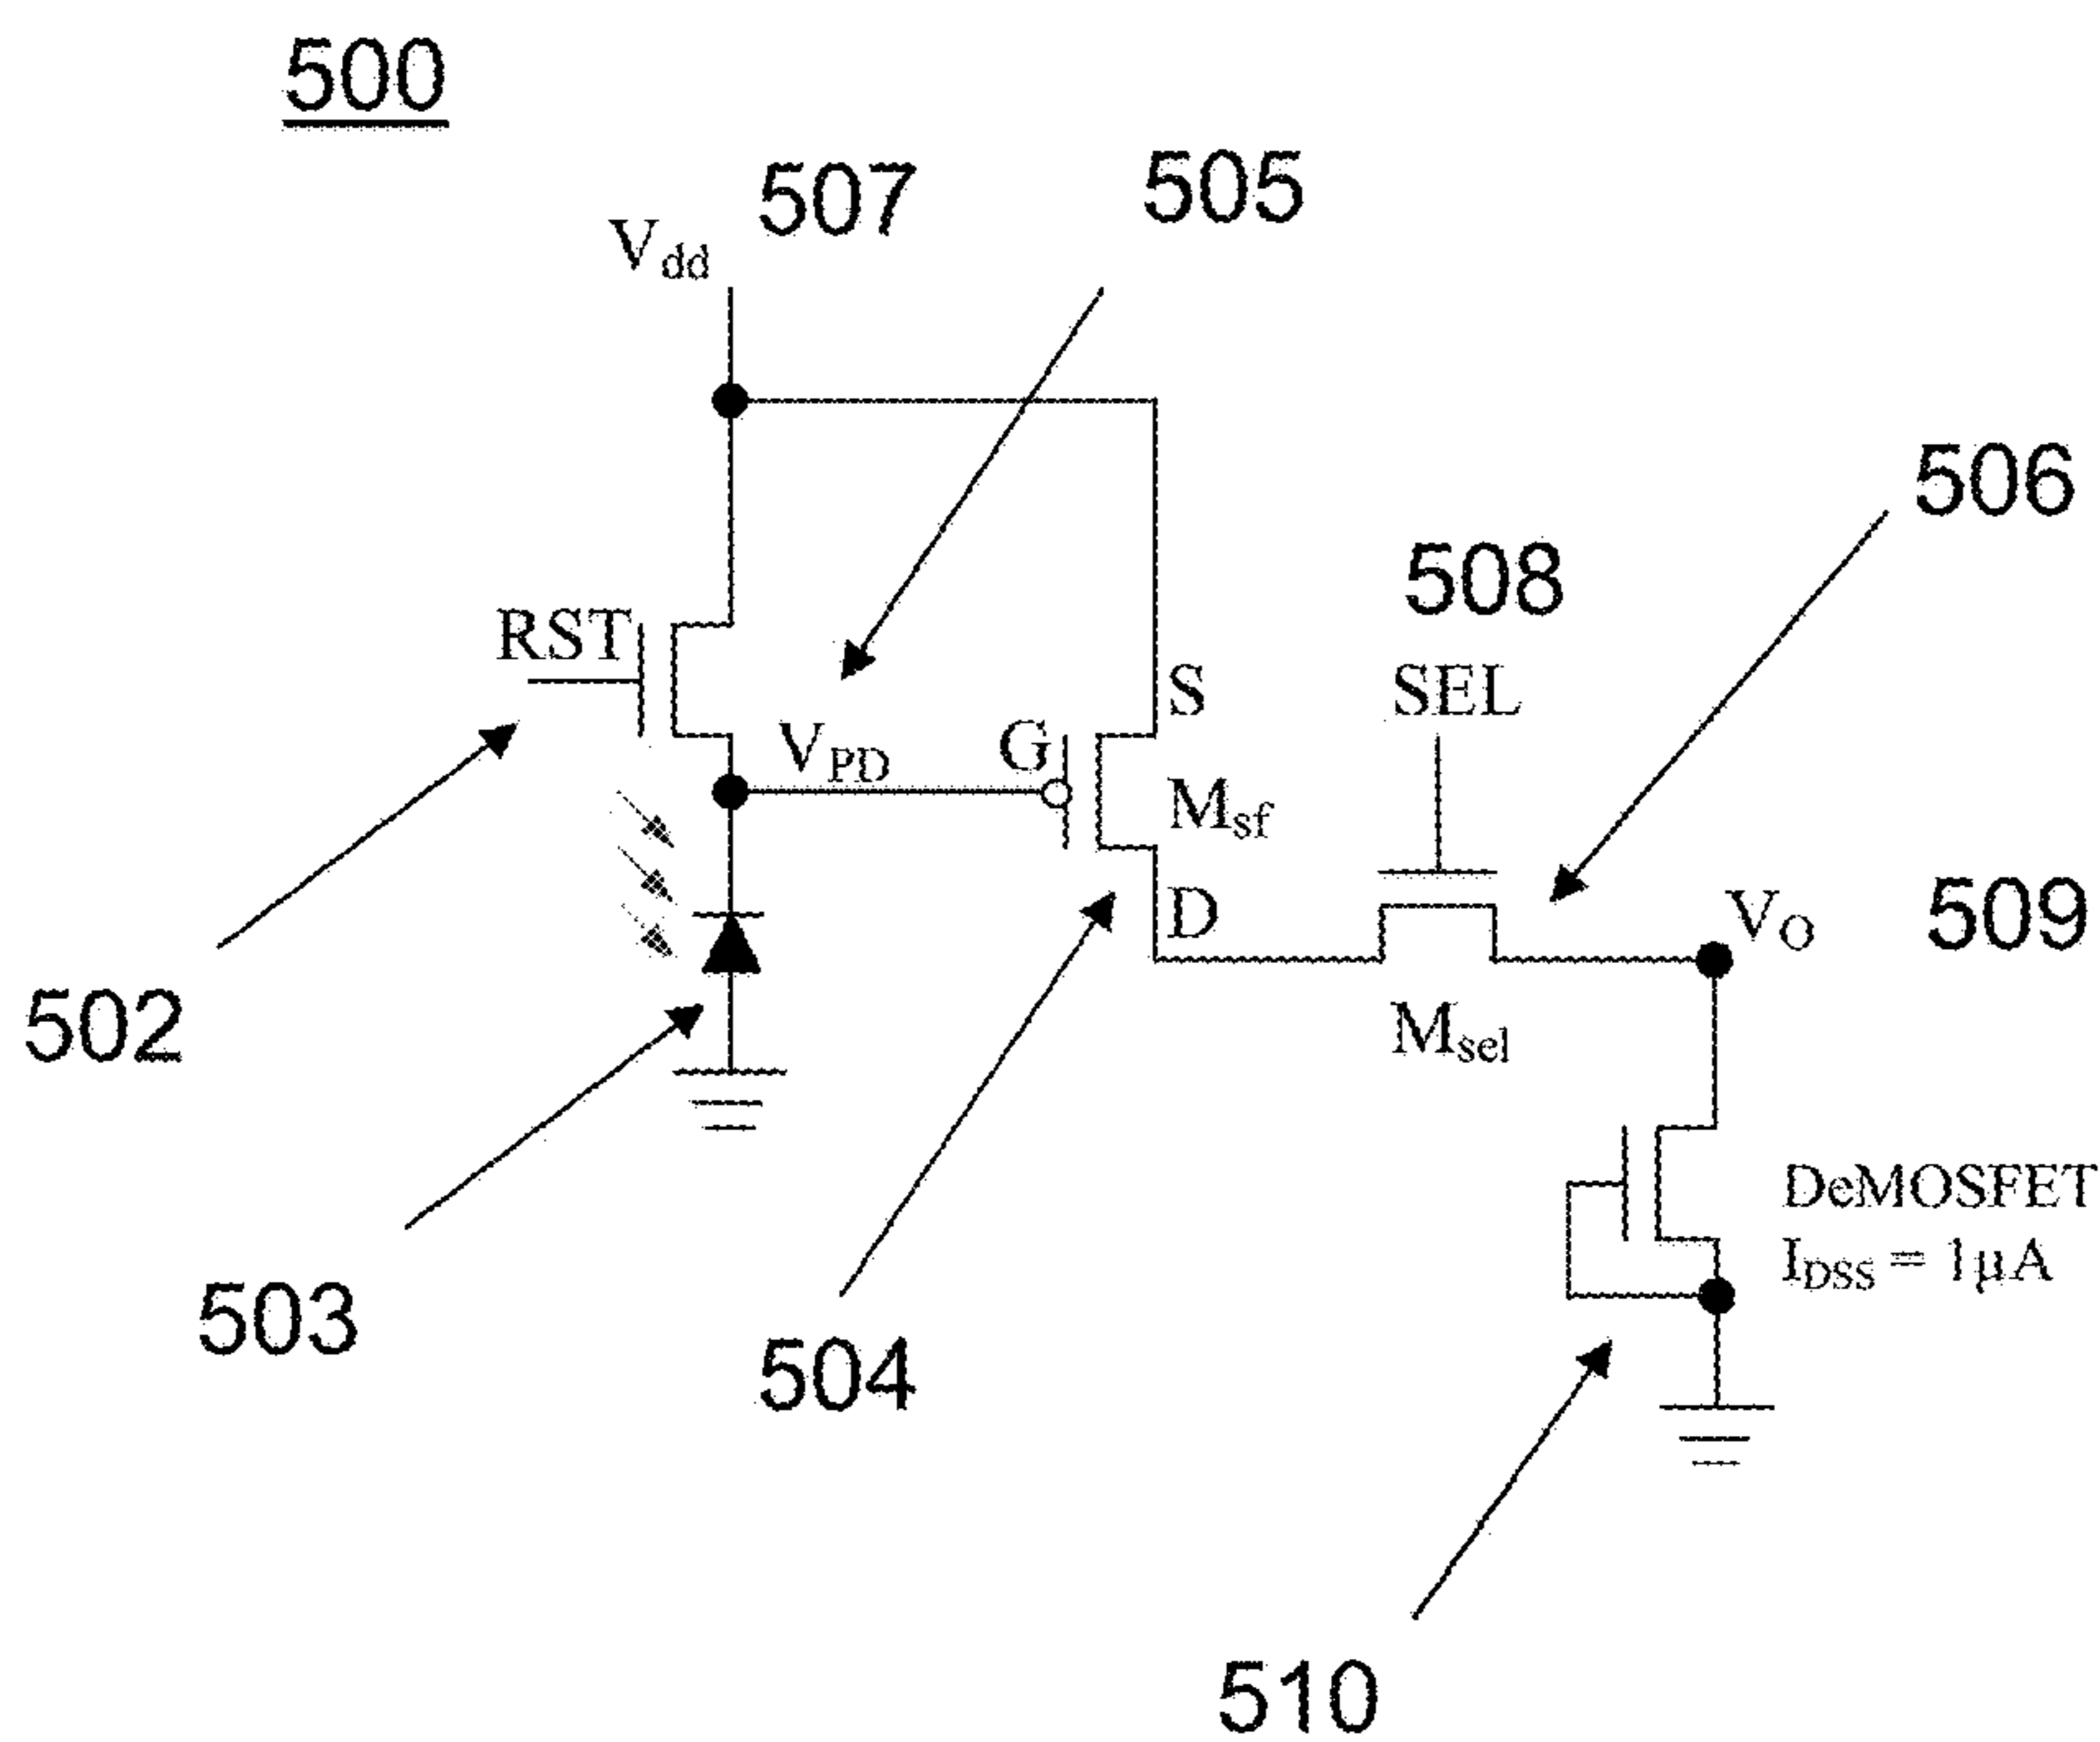 500
507
505
Vdd
506
508
RST
S
SEL
VPD
G
Msf
D
VO
509
502
Msel
503
504
DeMOSFET
IDSS = 1µA
510